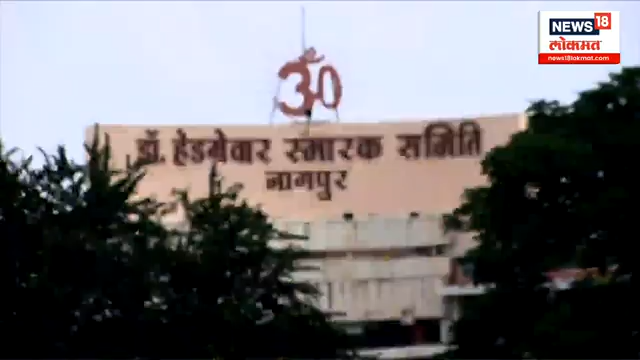 NEWS 18
लोकमत
news18lokmat.com
ॐ
डॉ. हेडगेवार स्मारक समिति
नागपुर